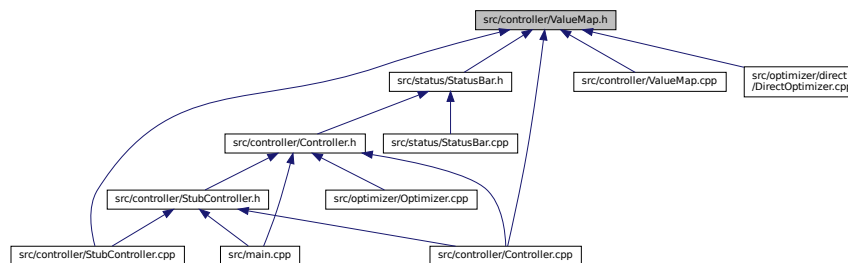 src/controller/ValueMap.h
src/status/StatusBar.h
src/controller/ValueMap.cpp
src/optimizer/direct
/DirectOptimizer.cpp
src/controller/Controller.h
src/status/StatusBar.cpp
src/controller/StubController.h
src/optimizer/Optimizer.cpp
src/controller/StubController.cpp
src/main.cpp
src/controller/Controller.cpp